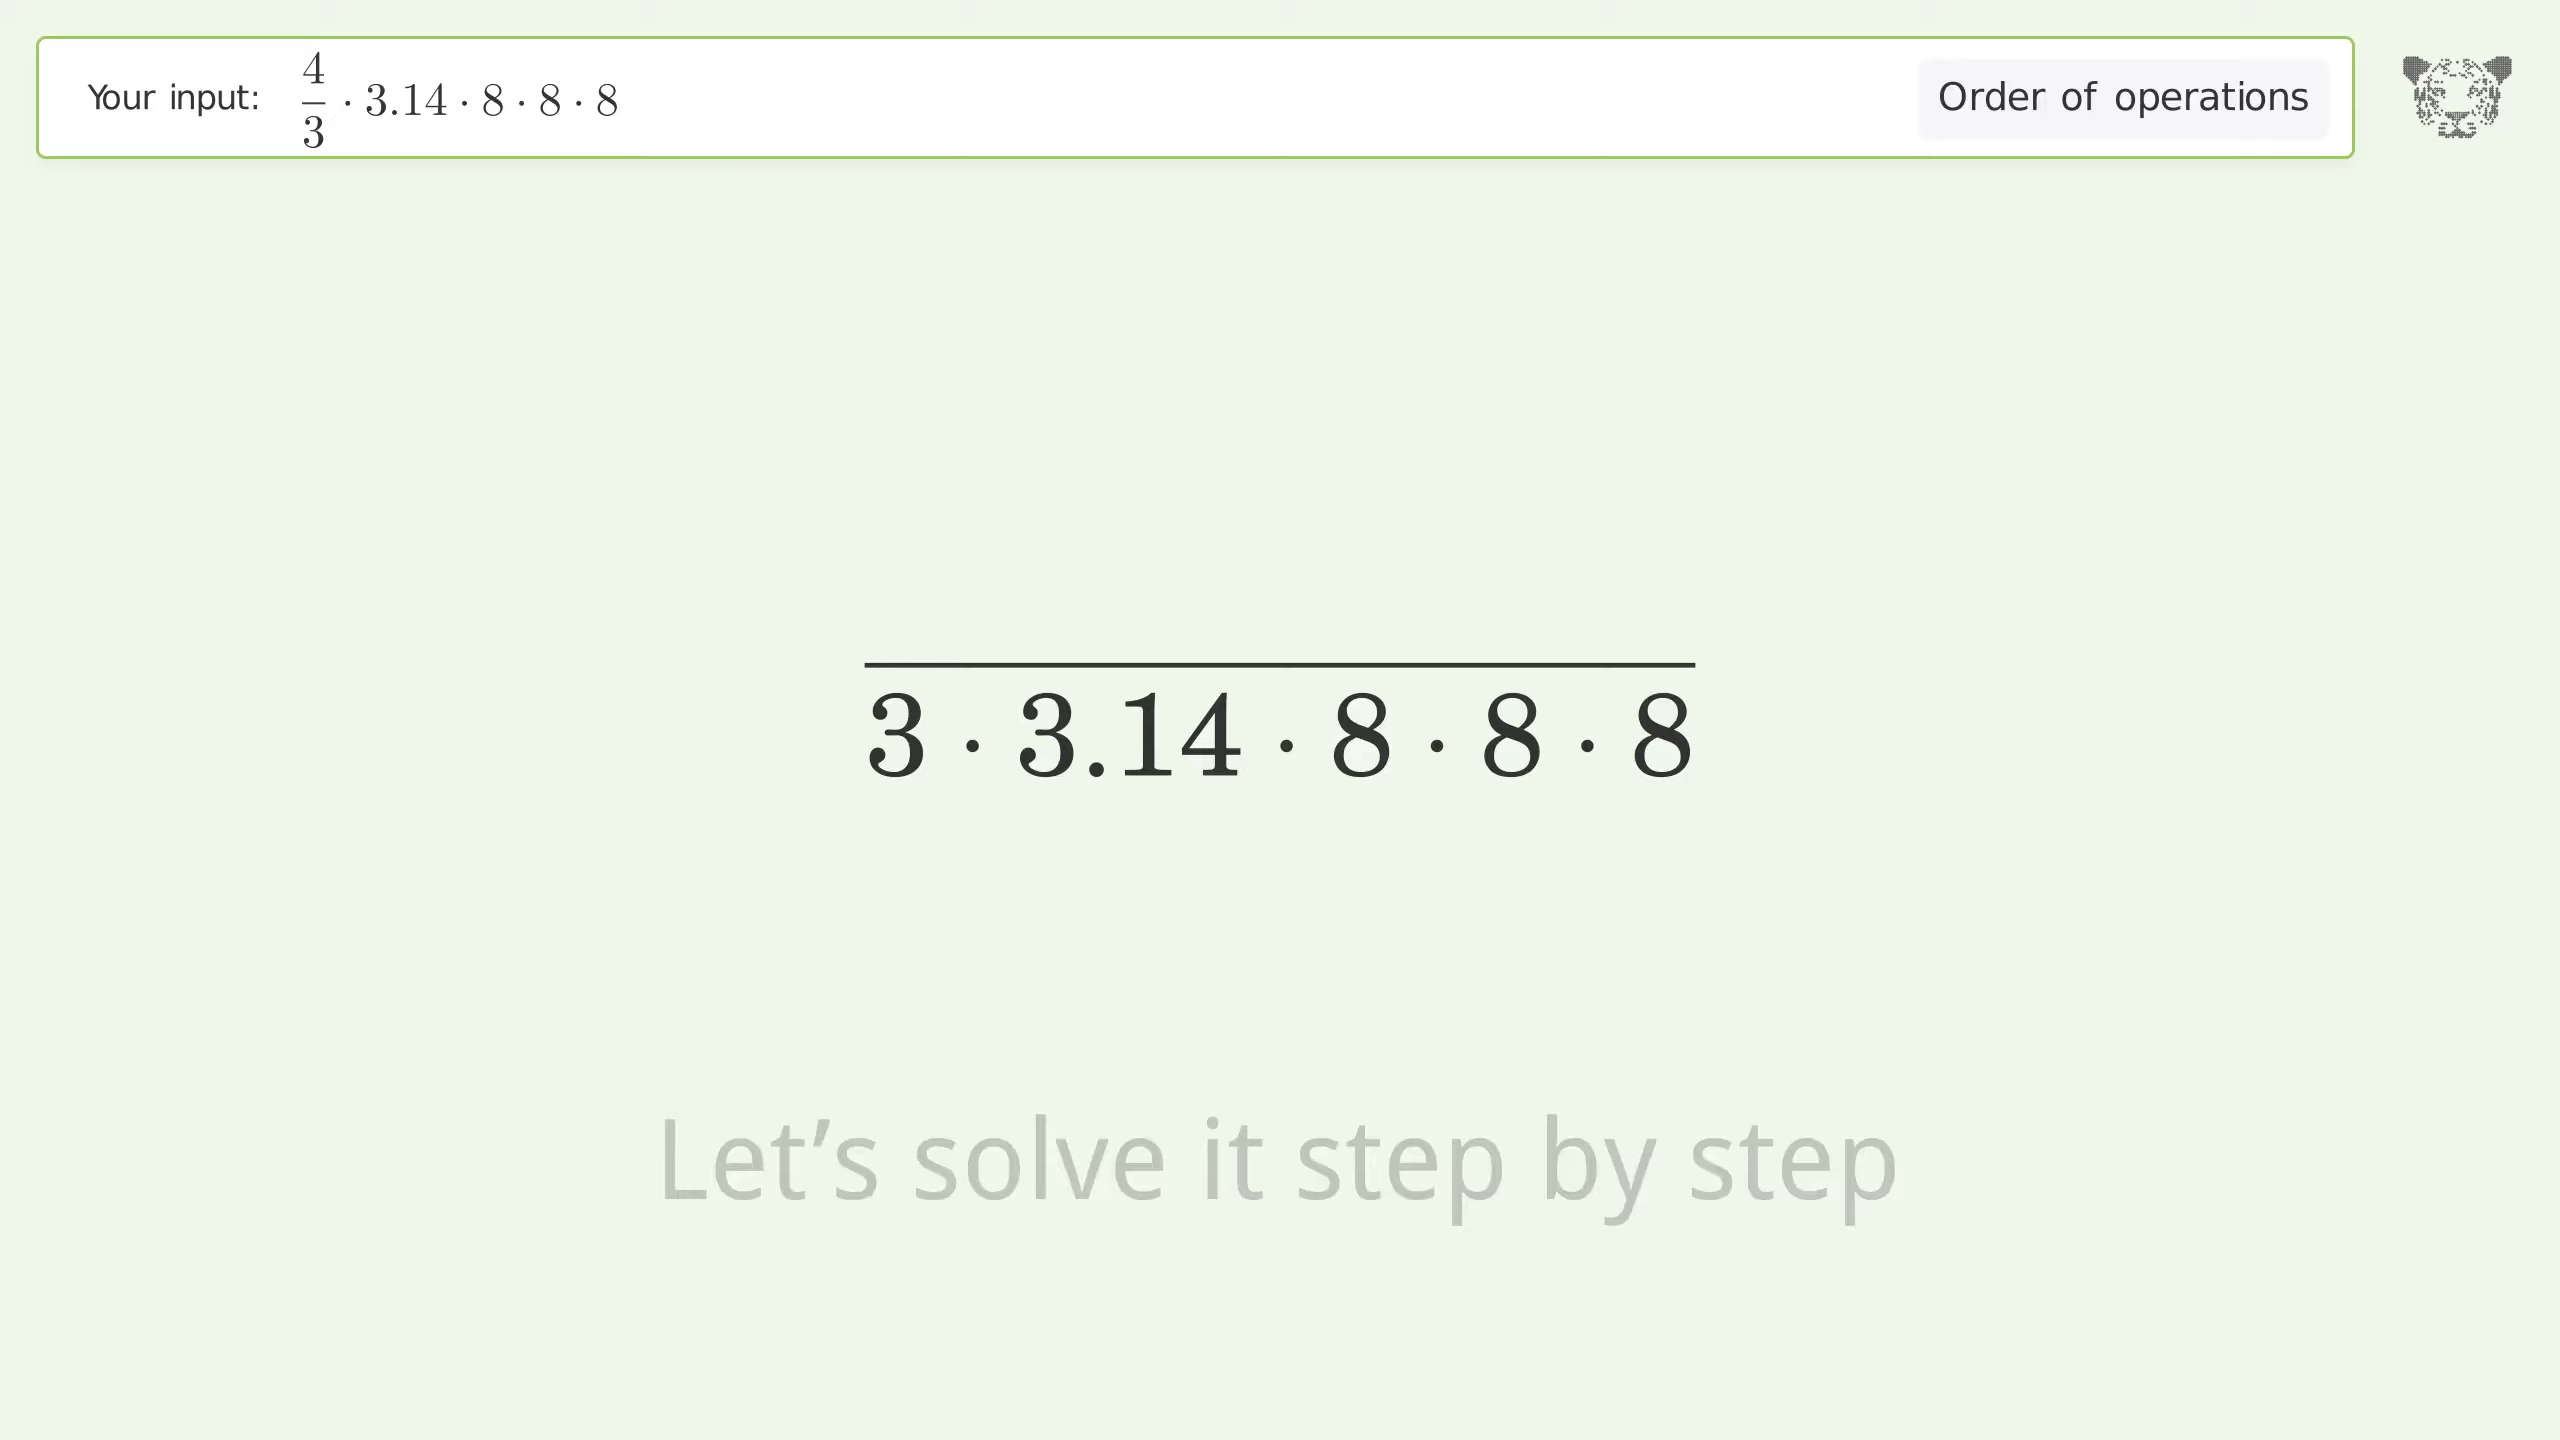 Your input: 4/3 · 3.14 · 8 · 8 · 8
Order of operations
3 · 3.14 · 8 · 8 · 8
Let’s solve it step by step